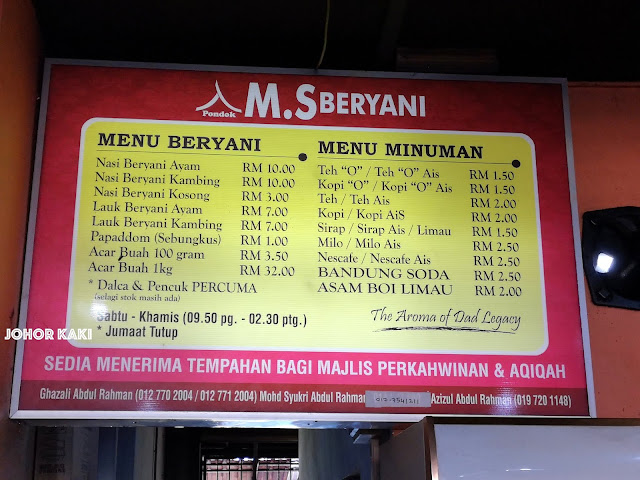 Pondok M.S BERYANI
MENU BERYANI
Nasi Beryani Ayam RM 10.00
Nasi Beryani Kambing RM 10.00
Nasi Beryani Kosong RM 3.00
Lauk Beryani Ayam RM 7.00
Lauk Beryani Kambing RM 7.00
Papaddom (Sebungkus) RM 1.00
Acar Buah 100 gram RM 3.50
Acar Buah 1kg RM 32.00
* Dalca & Pencuk PERCUMA
(selagi stok masih ada)
Sabtu - Khamis (09.50 pg. - 02.30 ptg.)
* Jumaat Tutup
MENU MINUMAN
Teh "O" / Teh "O" Ais RM 1.50
Kopi "O" / Kopi "O" Ais RM 1.50
Teh / Teh Ais RM 2.00
Kopi / Kopi AiS RM 2.00
Sirap / Sirap Ais / Limau RM 1.50
Milo / Milo Ais RM 2.50
Nescafe / Nescafe Ais RM 2.50
BANDUNG SODA RM 2.50
ASAM BOI LIMAU RM 2.00
The Aroma of Dad Legacy
SEDIA MENERIMA TEMPAHAN BAGI MAJLIS PERKAHWINAN & AQIQAH
Ghazali Abdul Rahman (012 770 2004 / 012 771 2004) Mohd Syukri Abdul Rahman Azizul Abdul Rahman (019 720 1148)
JOHOR KAKI